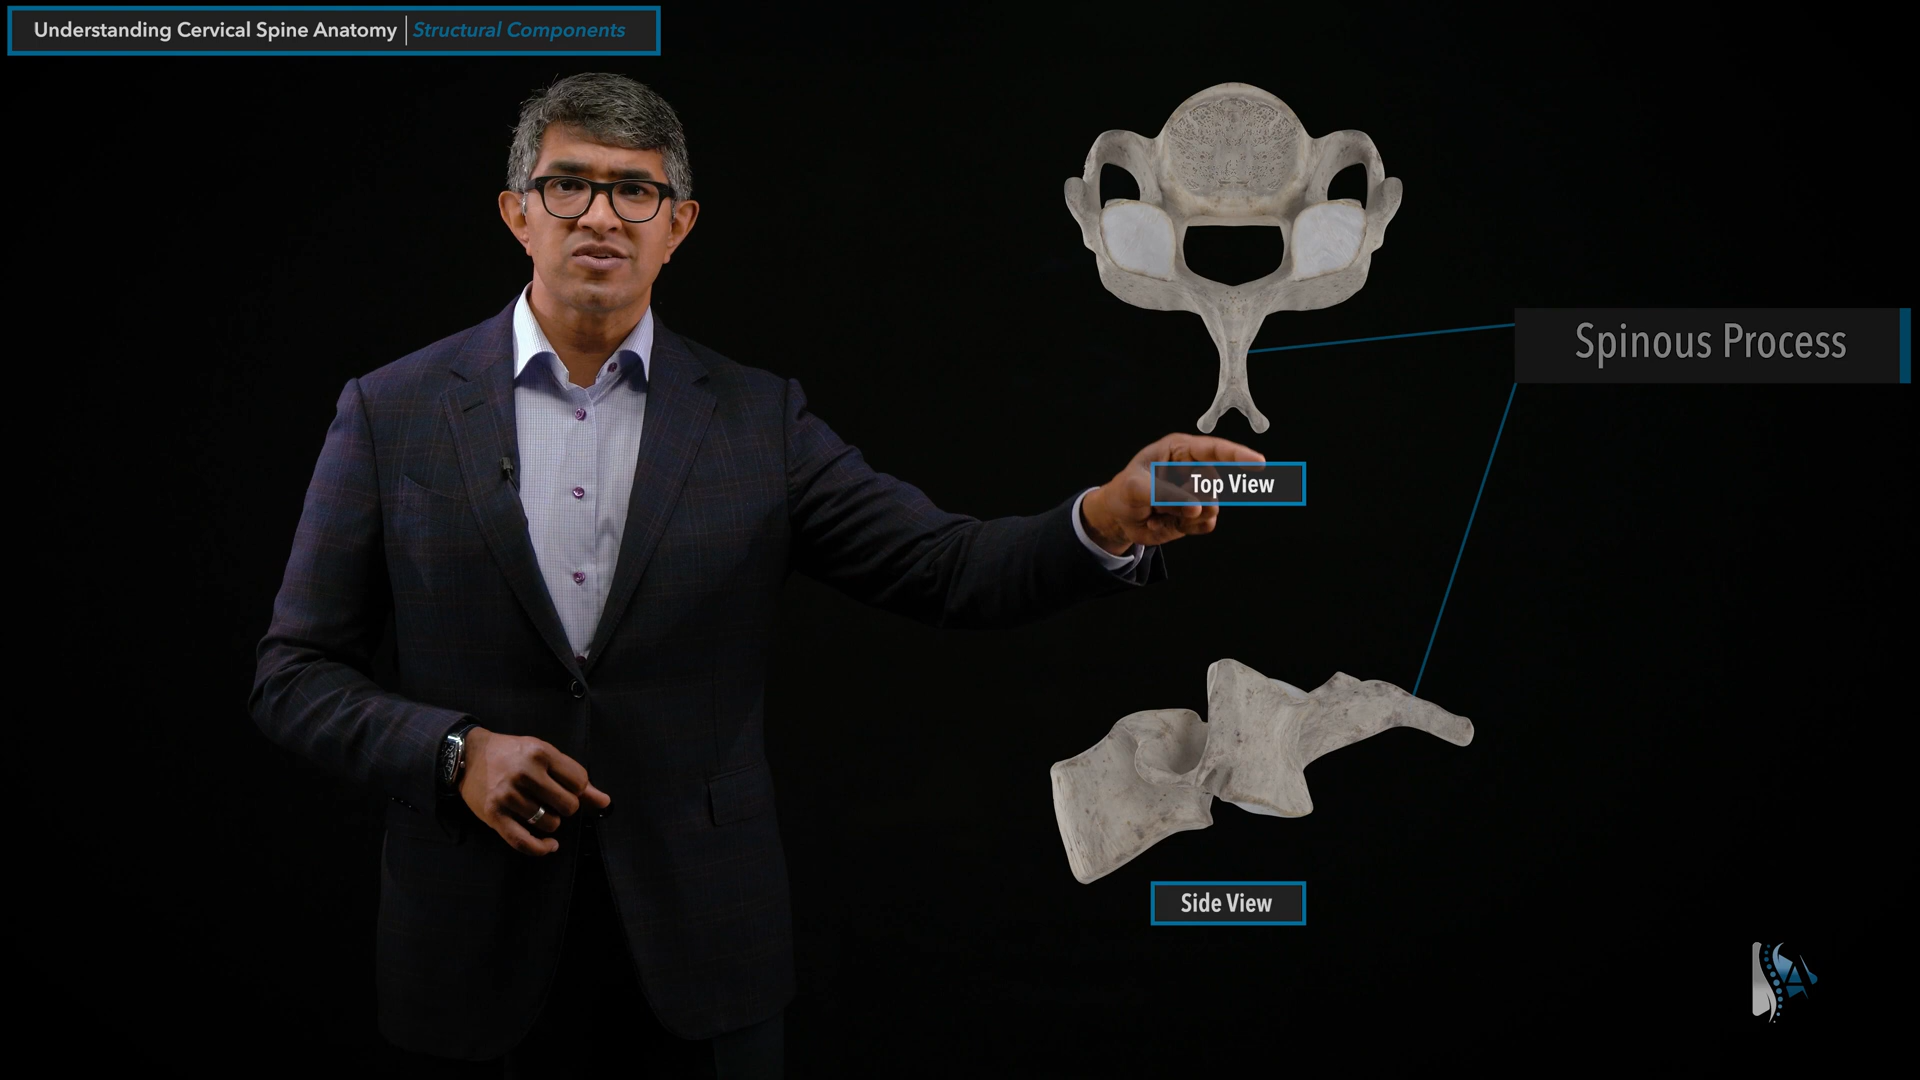 Understanding Cervical Spine Anatomy | Structural Components
Spinous Process
Top View
Side View